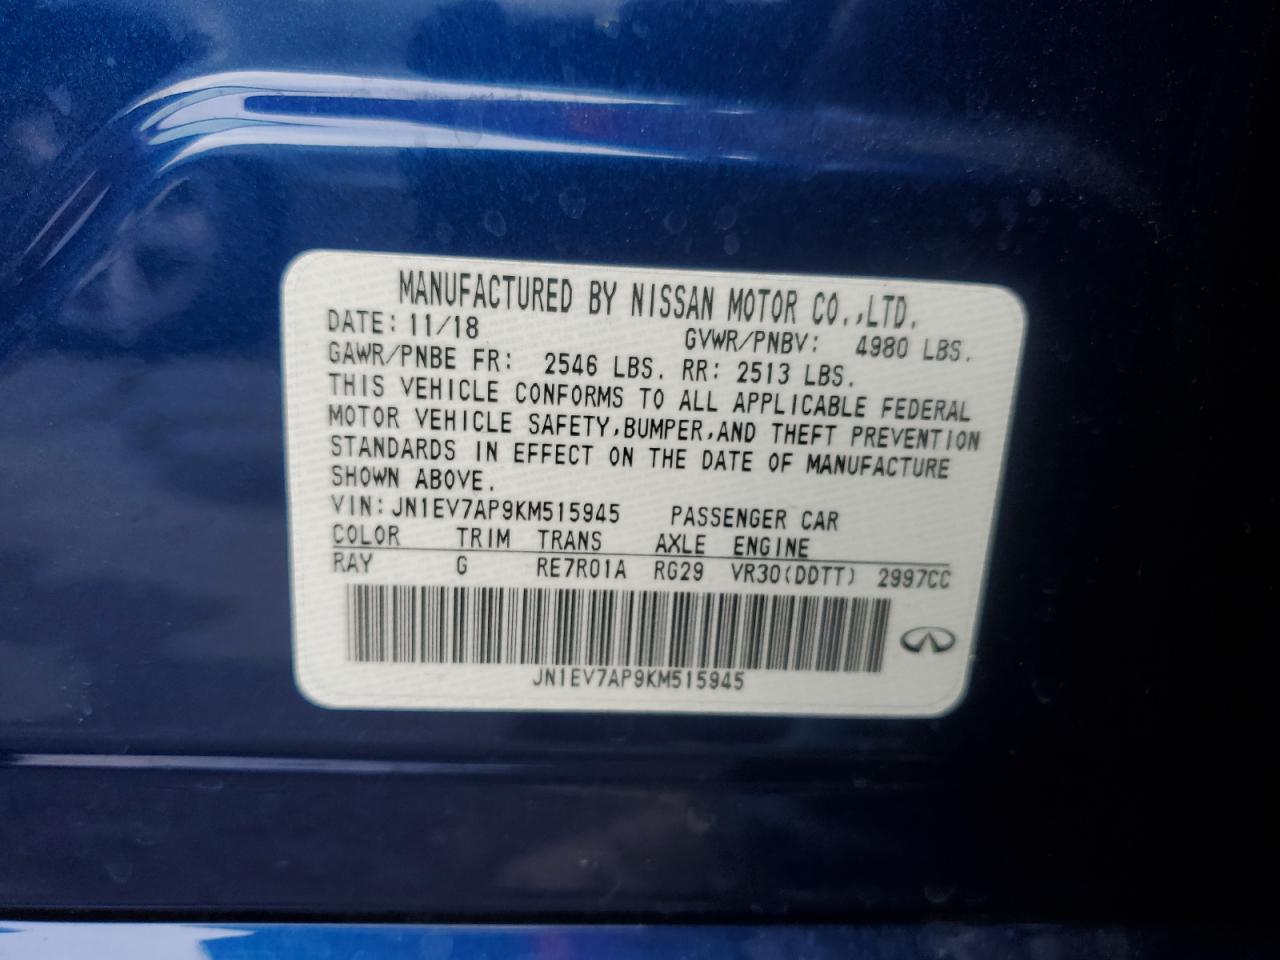 MANUFACTURED BY NISSAN MOTOR CO.,LTD.
DATE: 11/18 GVWR/PNBV: 4980 LBS.
GAWR/PNBE FR: 2546 LBS. RR: 2513 LBS.
THIS VEHICLE CONFORMS TO ALL APPLICABLE FEDERAL
MOTOR VEHICLE SAFETY,BUMPER,AND THEFT PREVENTION
STANDARDS IN EFFECT ON THE DATE OF MANUFACTURE
SHOWN ABOVE.
VIN: JN1EV7AP9KM515945 PASSENGER CAR
COLOR TRIM TRANS AXLE ENGINE
RAY G RE7R01A RG29 VR30(DDTT) 2997CC
JN1EV7AP9KM515945